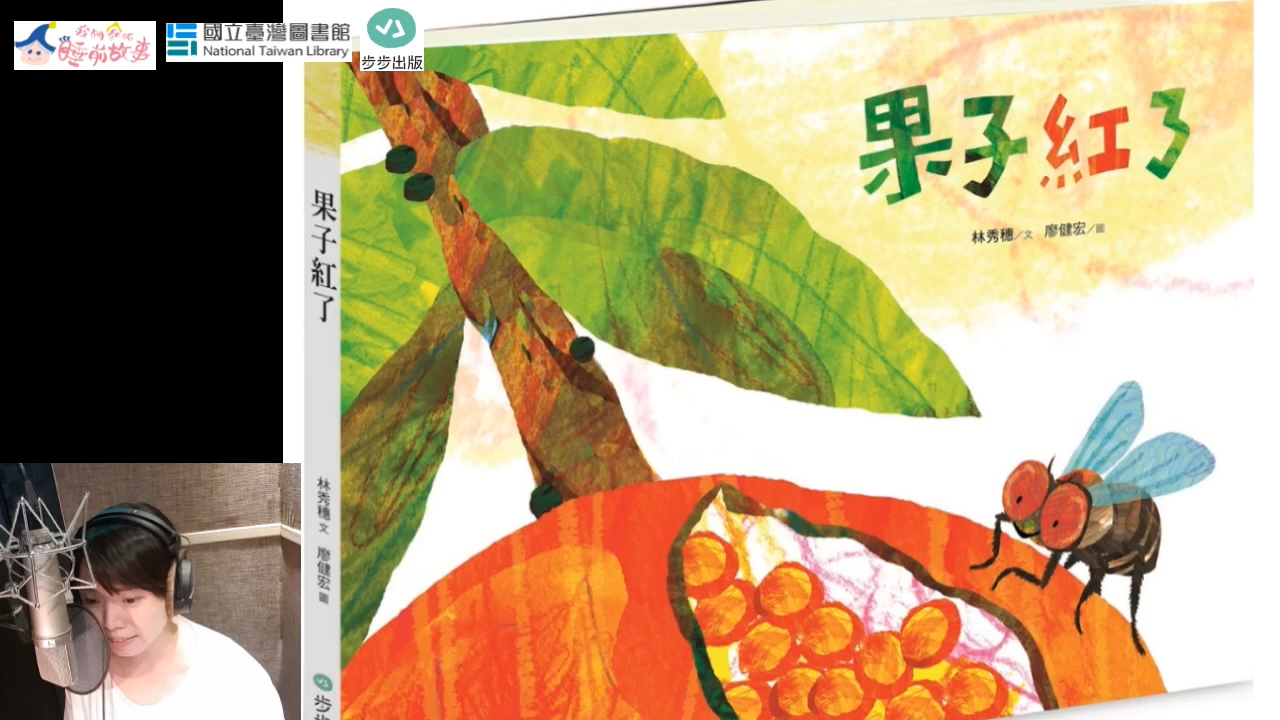 我們家的
睡前故事
國立臺灣圖書館
National Taiwan Library
步步出版
果子紅了
林秀穗/文 廖健宏/圖
果子紅了
林秀穗 文 廖健宏 圖
步步